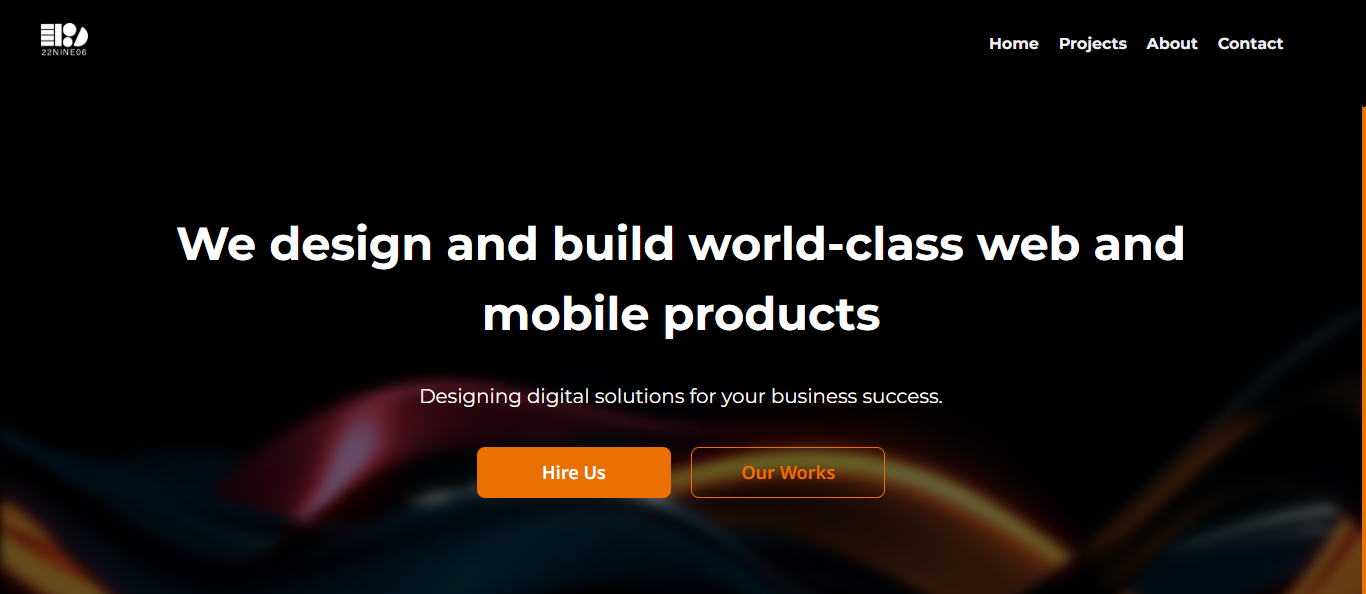 22NINE06
Home Projects About Contact
We design and build world-class web and
mobile products
Designing digital solutions for your business success.
Hire Us Our Works